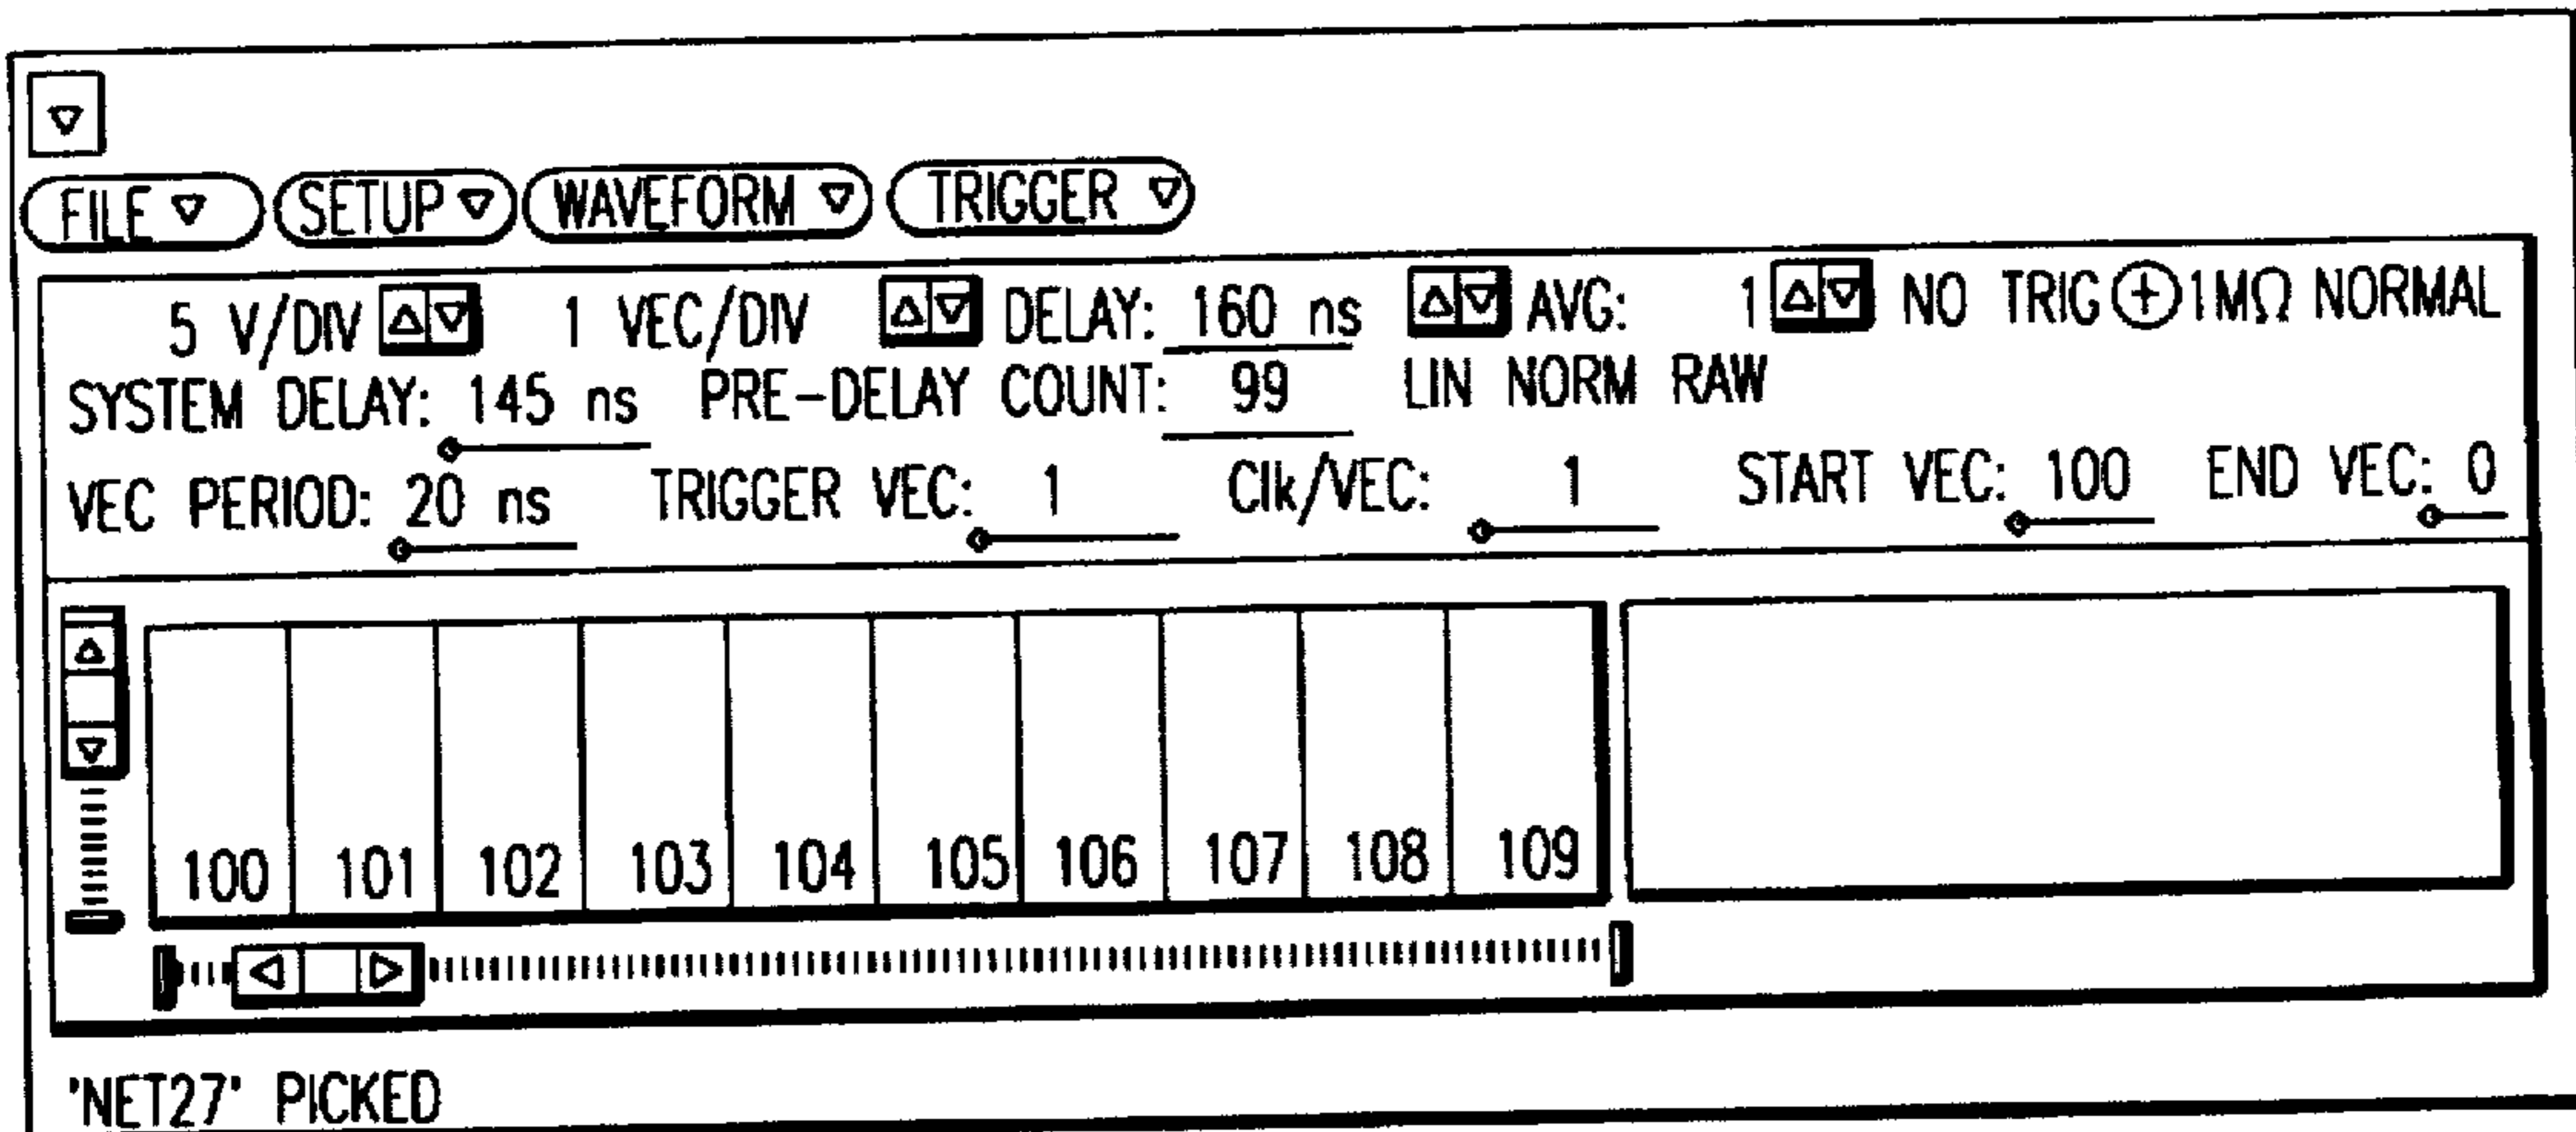 FILE SETUP WAVEFORM TRIGGER
5 V/DIV 1 VEC/DIV DELAY: 160 ns AVG: 1 NO TRIG 1MΩ NORMAL
SYSTEM DELAY: 145 ns PRE-DELAY COUNT: 99 LIN NORM RAW
VEC PERIOD: 20 ns TRIGGER VEC: 1 Clk/VEC: 1 START VEC: 100 END VEC: 0
100 101 102 103 104 105 106 107 108 109
'NET27' PICKED